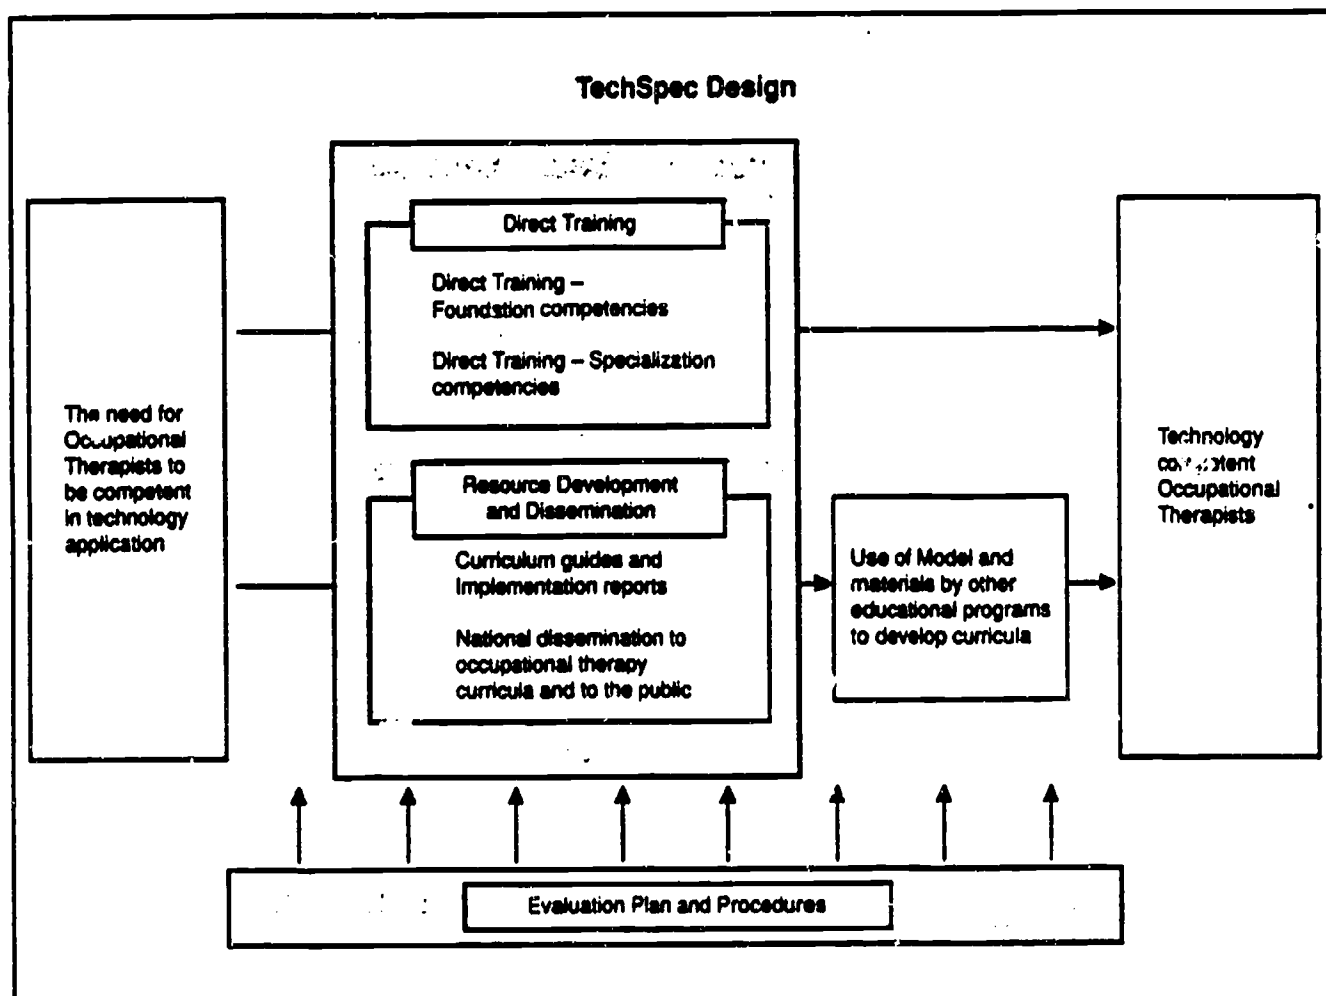 TechSpec Design
The need for
Occupational
Therapists to
be competent
in technology
application
Direct Training
Direct Training –
Foundation competencies
Direct Training – Specialization
competencies
Resource Development
and Dissemination
Curriculum guides and
Implementation reports
National dissemination to
occupational therapy
curricula and to the public
Use of Model and
materials by other
educational programs
to develop curricula
Technology
competent
Occupational
Therapists
Evaluation Plan and Procedures